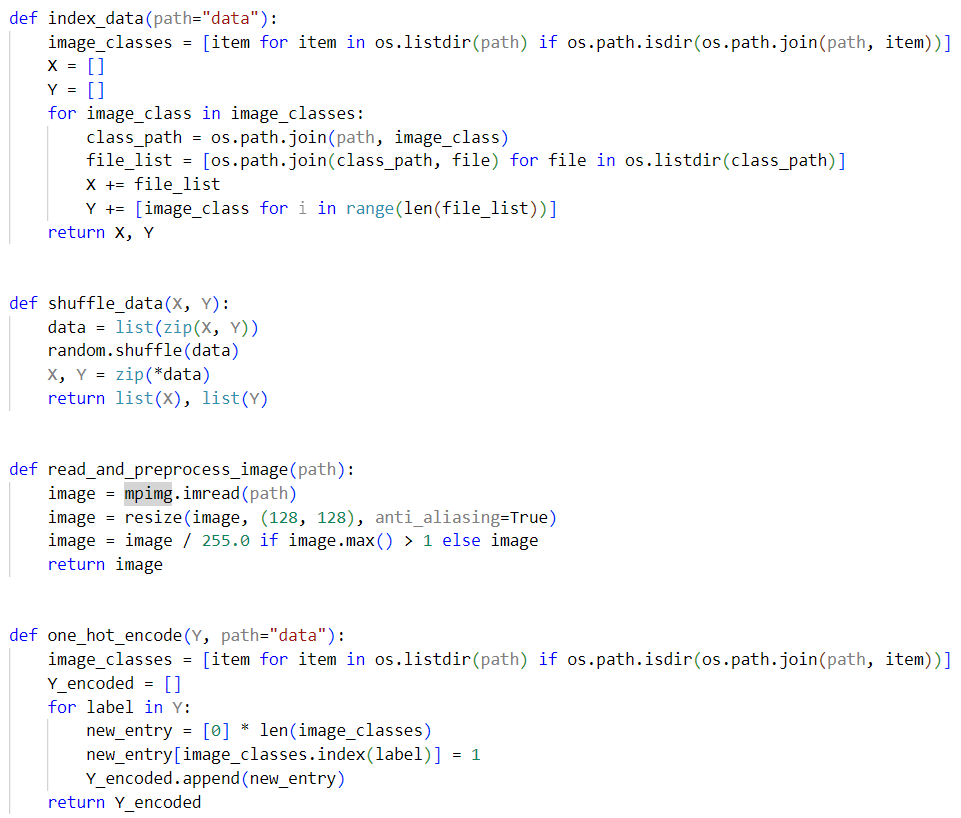 def index_data(path="data"):
    image_classes = [item for item in os.listdir(path) if os.path.isdir(os.path.join(path, item))]
    X = []
    Y = []
    for image_class in image_classes:
        class_path = os.path.join(path, image_class)
        file_list = [os.path.join(class_path, file) for file in os.listdir(class_path)]
        X += file_list
        Y += [image_class for i in range(len(file_list))]
    return X, Y

def shuffle_data(X, Y):
    data = list(zip(X, Y))
    random.shuffle(data)
    X, Y = zip(*data)
    return list(X), list(Y)

def read_and_preprocess_image(path):
    image = mpimg.imread(path)
    image = resize(image, (128, 128), anti_aliasing=True)
    image = image / 255.0 if image.max() > 1 else image
    return image

def one_hot_encode(Y, path="data"):
    image_classes = [item for item in os.listdir(path) if os.path.isdir(os.path.join(path, item))]
    Y_encoded = []
    for label in Y:
        new_entry = [0] * len(image_classes)
        new_entry[image_classes.index(label)] = 1
        Y_encoded.append(new_entry)
    return Y_encoded